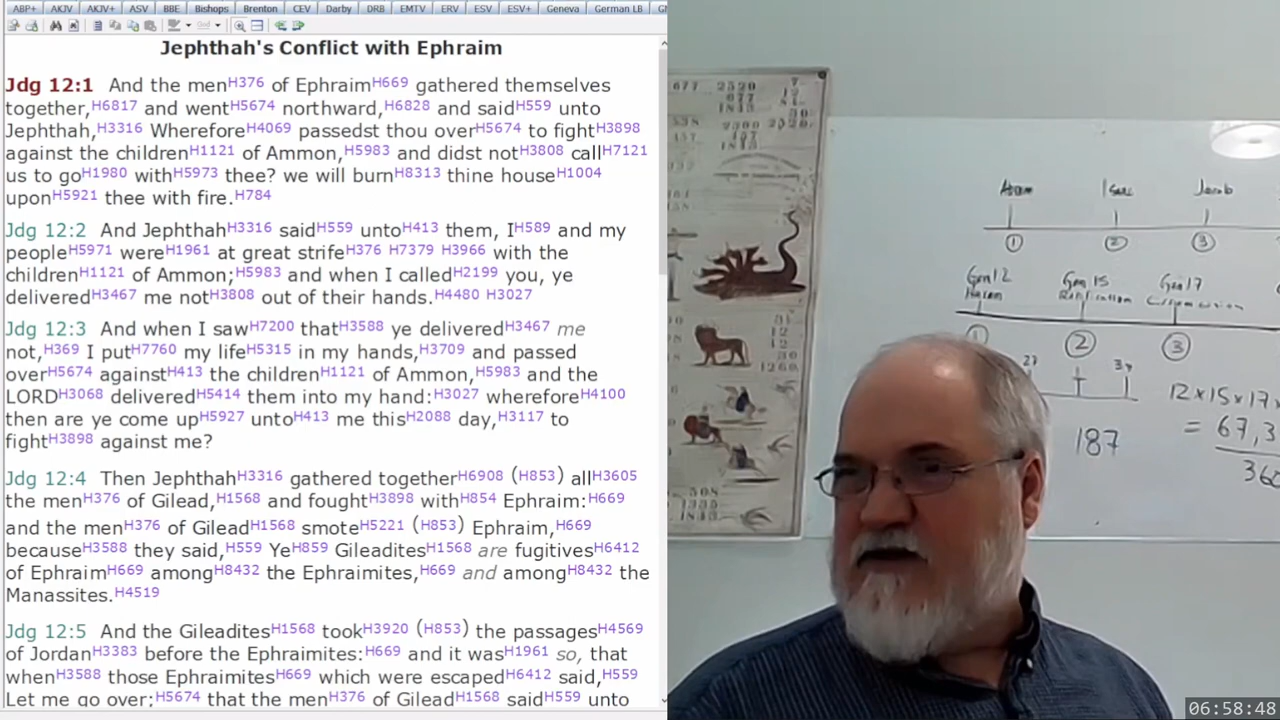 ABP+ AKJV AKJV+ ASV BBE Bishops Brenton CEV Darby DRB EMTV ERV ESV ESV+ Geneva German LB
Jephthah's Conflict with Ephraim
Jdg 12:1 And the menH376 of EphraimH669 gathered themselves
together,H6817 and wentH5674 northward,H6828 and saidH559 unto
Jephthah,H3316 WhereforeH4069 passedst thou overH5674 to fightH3898
against the childrenH1121 of Ammon,H5983 and didst notH3808 callH7121
us to goH1980 withH5973 thee? we will burnH8313 thine houseH1004
uponH5921 thee with fire.H784
Jdg 12:2 And JephthahH3316 saidH559 untoH413 them, IH589 and my
peopleH5971 wereH1961 at great strifeH376 H7379 H3966 with the
childrenH1121 of Ammon;H5983 and when I calledH2199 you, ye
deliveredH3467 me notH3808 out of their hands.H4480 H3027
Jdg 12:3 And when I sawH7200 thatH3588 ye deliveredH3467 me
not,H369 I putH7760 my lifeH5315 in my hands,H3709 and passed
overH5674 againstH413 the childrenH1121 of Ammon,H5983 and the
LORDH3068 deliveredH5414 them into my hand:H3027 whereforeH4100
then are ye come upH5927 untoH413 me thisH2088 day,H3117 to
fightH3898 against me?
Jdg 12:4 Then JephthahH3316 gathered togetherH6908 (H853) allH3605
the menH376 of Gilead,H1568 and foughtH3898 withH854 Ephraim:H669
and the menH376 of GileadH1568 smoteH5221 (H853) Ephraim,H669
becauseH3588 they said,H559 YeH859 GileaditesH1568 are fugitivesH6412
of EphraimH669 amongH8432 the Ephraimites,H669 and amongH8432 the
Manassites.H4519
Jdg 12:5 And the GileaditesH1568 tookH3920 (H853) the passagesH4569
of JordanH3383 before the Ephraimites:H669 and it wasH1961 so, that
whenH3588 those EphraimitesH669 which were escapedH6412 said,H559
Let me go over;H5674 that the menH376 of GileadH1568 saidH559 unto
677 2520
2300
Isaac Jacob
1 2 3
Gen 12 Gen 15 Gen 17
Ratification
2 3
27 34
187
12 x 15 x 17
= 67,3
1260
1335
06:58:48